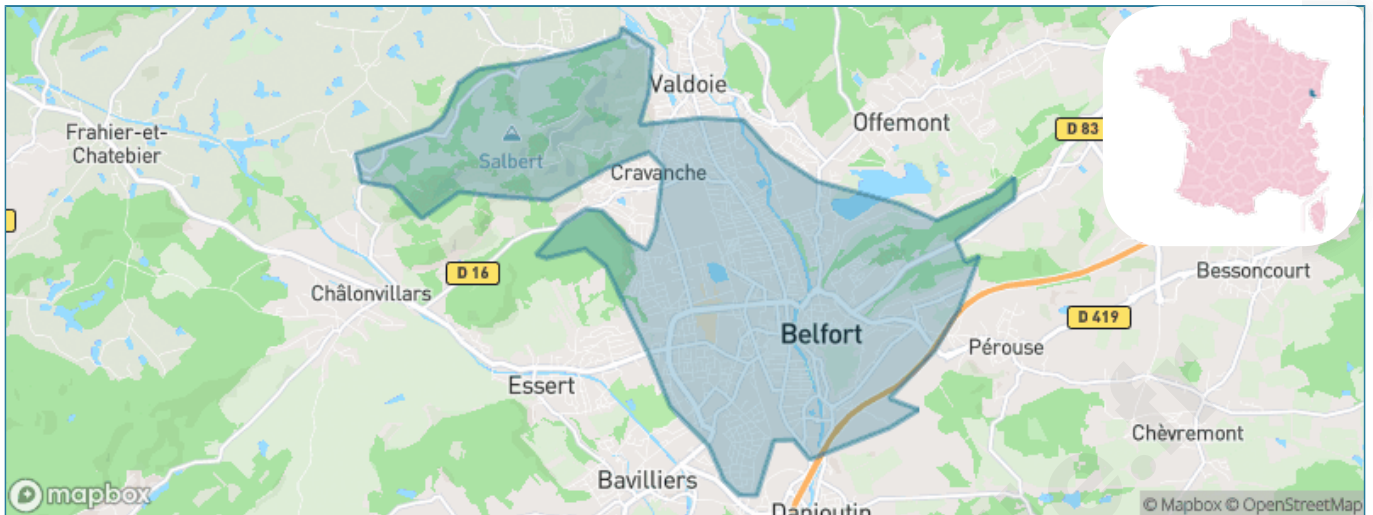 Valdoie
Offemont
D 83
Frahier-et-
Chatebier
Salbert
Cravanche
D 16
Bessoncourt
Châlonvillars
D 419
Belfort
Pérouse
Essert
Chèvremont
Bavilliers
Danjoutin
mapbox
© Mapbox © OpenStreetMap